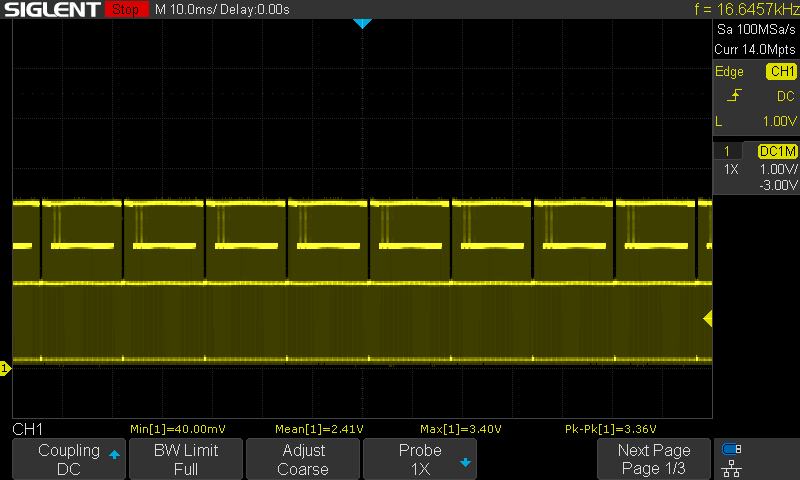 SIGLENT Stop M 10.0ms/ Delay:0.00s f = 16.6457kHz
Sa 100MSa/s
Curr 14.0Mpts
Edge CH1
DC
L 1.00V
1 DC1M
1X 1.00V/
-3.00V
1
CH1 Min[1]=40.00mV Mean[1]=2.41V Max[1]=3.40V Pk-Pk[1]=3.36V
Coupling BW Limit Adjust Probe Next Page
DC Full Coarse 1X Page 1/3